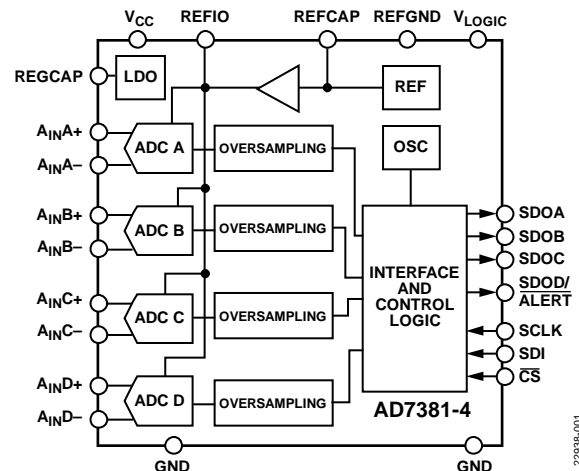 VCC REFIO REFCAP REFGND VLOGIC
REGCAP LDO REF
AINA+ ADC A OVERSAMPLING OSC
AINA−
AINB+ ADC B OVERSAMPLING
AINB−
AINC+ ADC C OVERSAMPLING
AINC−
AIND+ ADC D OVERSAMPLING
AIND−
INTERFACE
AND
CONTROL
LOGIC
SDOA
SDOB
SDOC
SDOD/
ALERT
SCLK
SDI
CS
AD7381-4
GND GND
22938-001